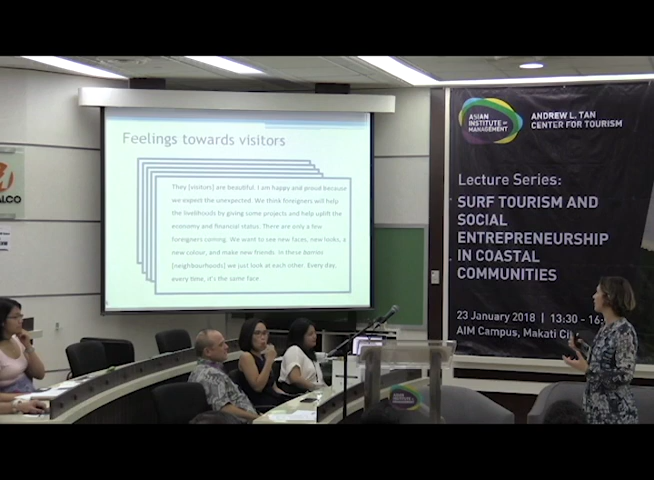 Feelings towards visitors
They [visitors] are beautiful. I am happy and proud because
we expect the unexpected. We think foreigners will help
the livelihoods by giving some projects and help uplift the
economy and financial status. There are only a few
foreigners coming. We want to see new faces, new looks, a
new colour, and make new friends. In these barrios
[neighbourhoods] we just look at each other. Every day,
every time, it's the same face
ASIAN
INSTITUTE OF
MANAGEMENT
ANDREW L. TAN
CENTER FOR TOURISM
Lecture Series:
SURF TOURISM AND
SOCIAL
ENTREPRENEURSHIP
IN COASTAL
COMMUNITIES
23 January 2018 | 13:30 - 16
AIM Campus, Makati Ci
ALCO